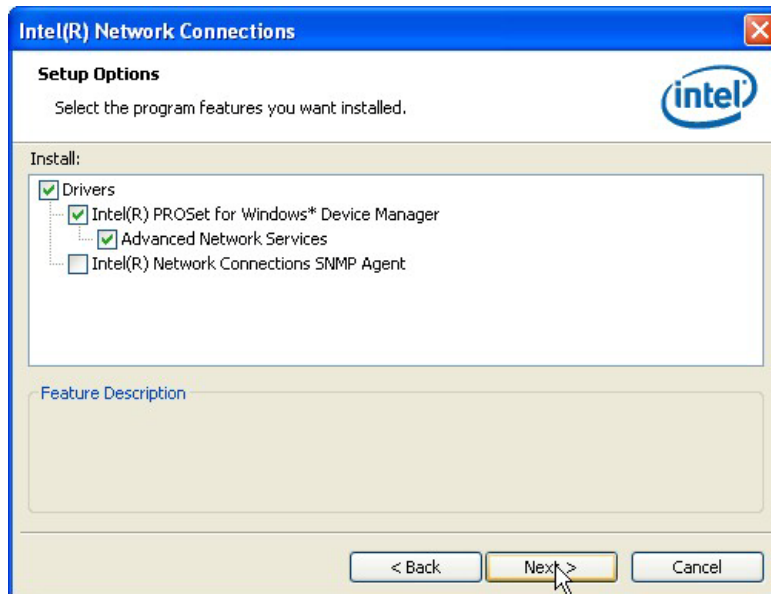 Intel(R) Network Connections
Setup Options
Select the program features you want installed.
intel
Install:
Drivers
Intel(R) PROSet for Windows* Device Manager
Advanced Network Services
Intel(R) Network Connections SNMP Agent
Feature Description
< Back
Next >
Cancel